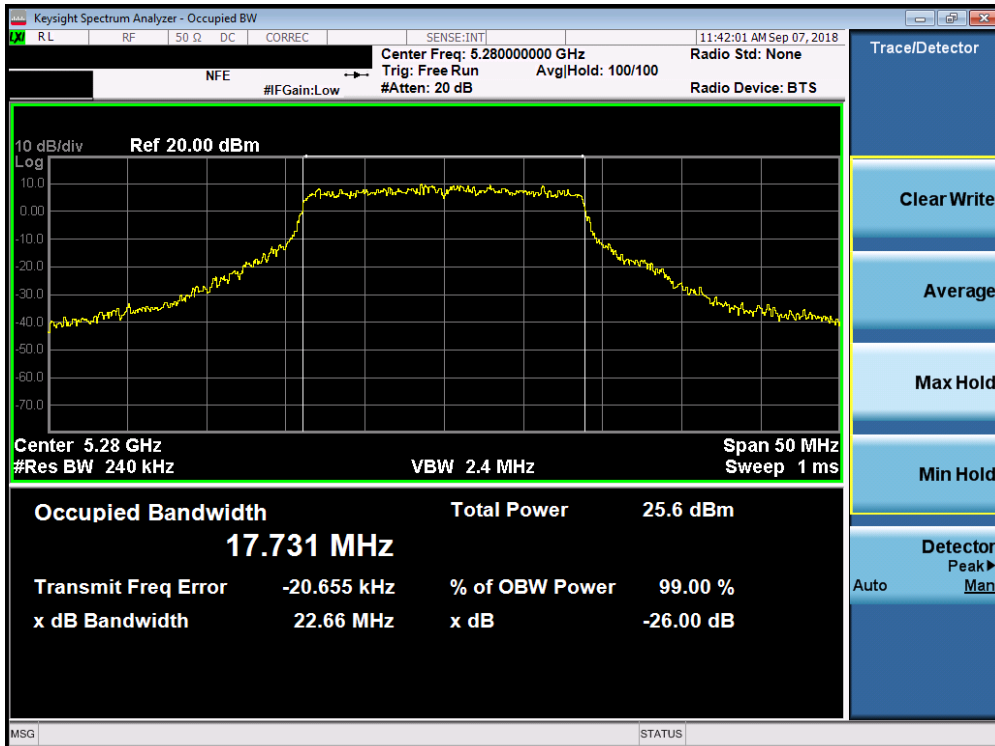 Keysight Spectrum Analyzer - Occupied BW
LXI RL RF 50 Ω DC CORREC SENSE:INT 11:42:01 AM Sep 07, 2018
Center Freq: 5.280000000 GHz Radio Std: None
NFE Trig: Free Run Avg|Hold: 100/100
#IFGain:Low #Atten: 20 dB Radio Device: BTS
Trace/Detector
10 dB/div Ref 20.00 dBm
Log
10.0
0.00
-10.0
-20.0
-30.0
-40.0
-50.0
-60.0
-70.0
Center 5.28 GHz Span 50 MHz
#Res BW 240 kHz VBW 2.4 MHz Sweep 1 ms
Occupied Bandwidth Total Power 25.6 dBm
17.731 MHz
Transmit Freq Error -20.655 kHz % of OBW Power 99.00 %
x dB Bandwidth 22.66 MHz x dB -26.00 dB
Clear Write
Average
Max Hold
Min Hold
Detector
Peak▶
Auto Man
MSG STATUS